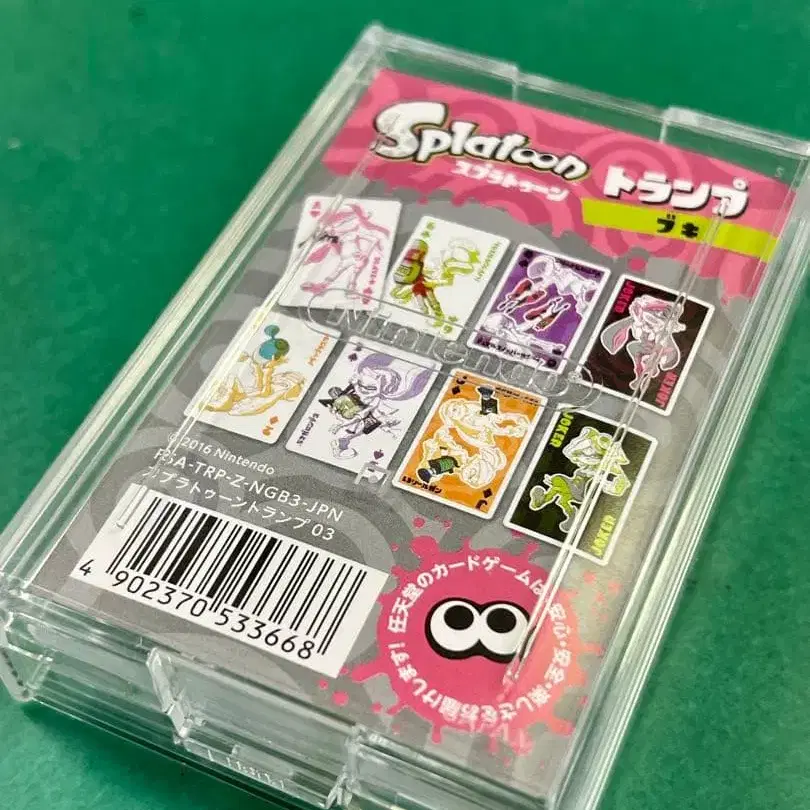 Splatoon
スプラトゥーン
トランプ
ブキ
JOKER
JOKER
JOKER
JOKER
Nintendo
© 2016 Nintendo
PSA-TRP-Z-NGB3-JPN
スプラトゥーントランプ 03
4 902370 533668
任天堂のカードゲームは、安心・安全・楽しさをお届けします!